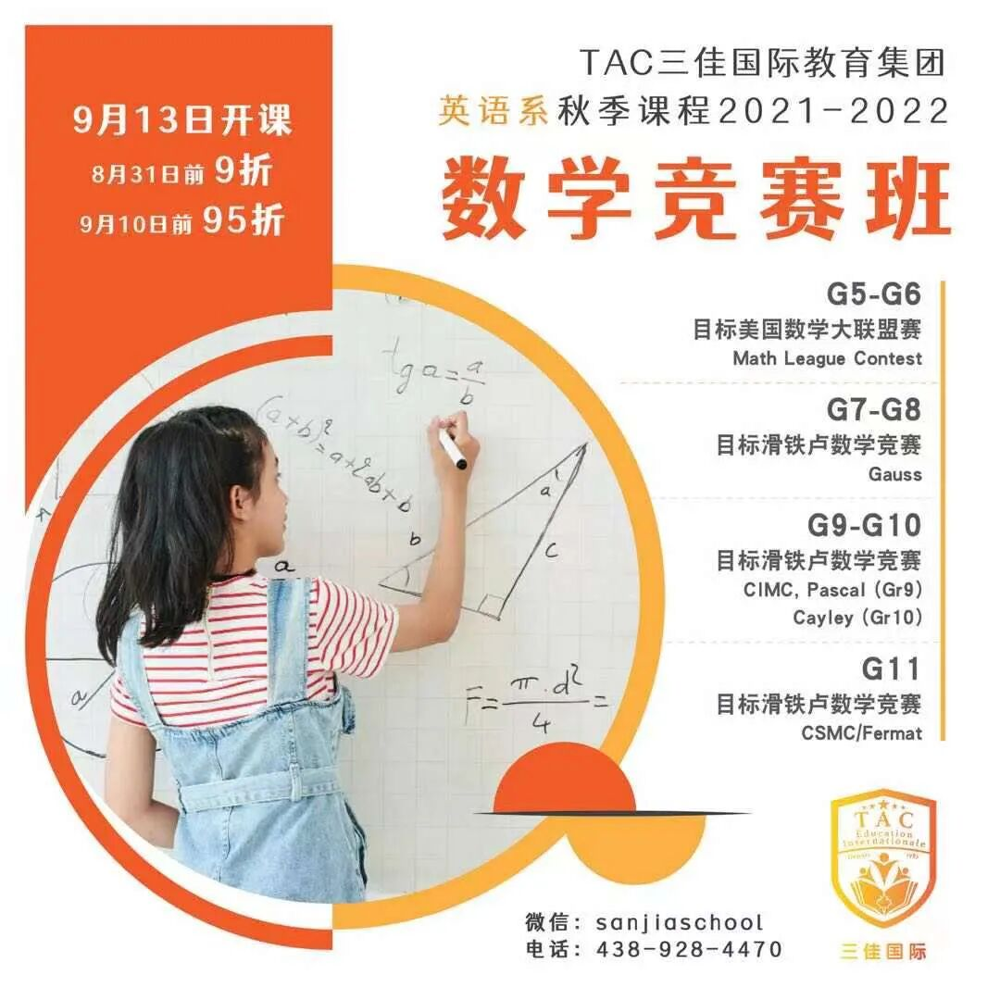 9月13日开课
8月31日前 9折
9月10日前 95折
TAC三佳国际教育集团
英语系秋季课程2021-2022
数学竞赛班
G5-G6
目标美国数学大联盟赛
Math League Contest
G7-G8
目标滑铁卢数学竞赛
Gauss
G9-G10
目标滑铁卢数学竞赛
CIMC, Pascal (Gr9)
Cayley (Gr10)
G11
目标滑铁卢数学竞赛
CSMC/Fermat
tg a = a/b
(a+b)²
= a+2ab+b
a
b
c
a
a
F = π.d²/4 =
TAC
Education
Internationale
三佳国际
微信：sanjiaschool
电话：438-928-4470